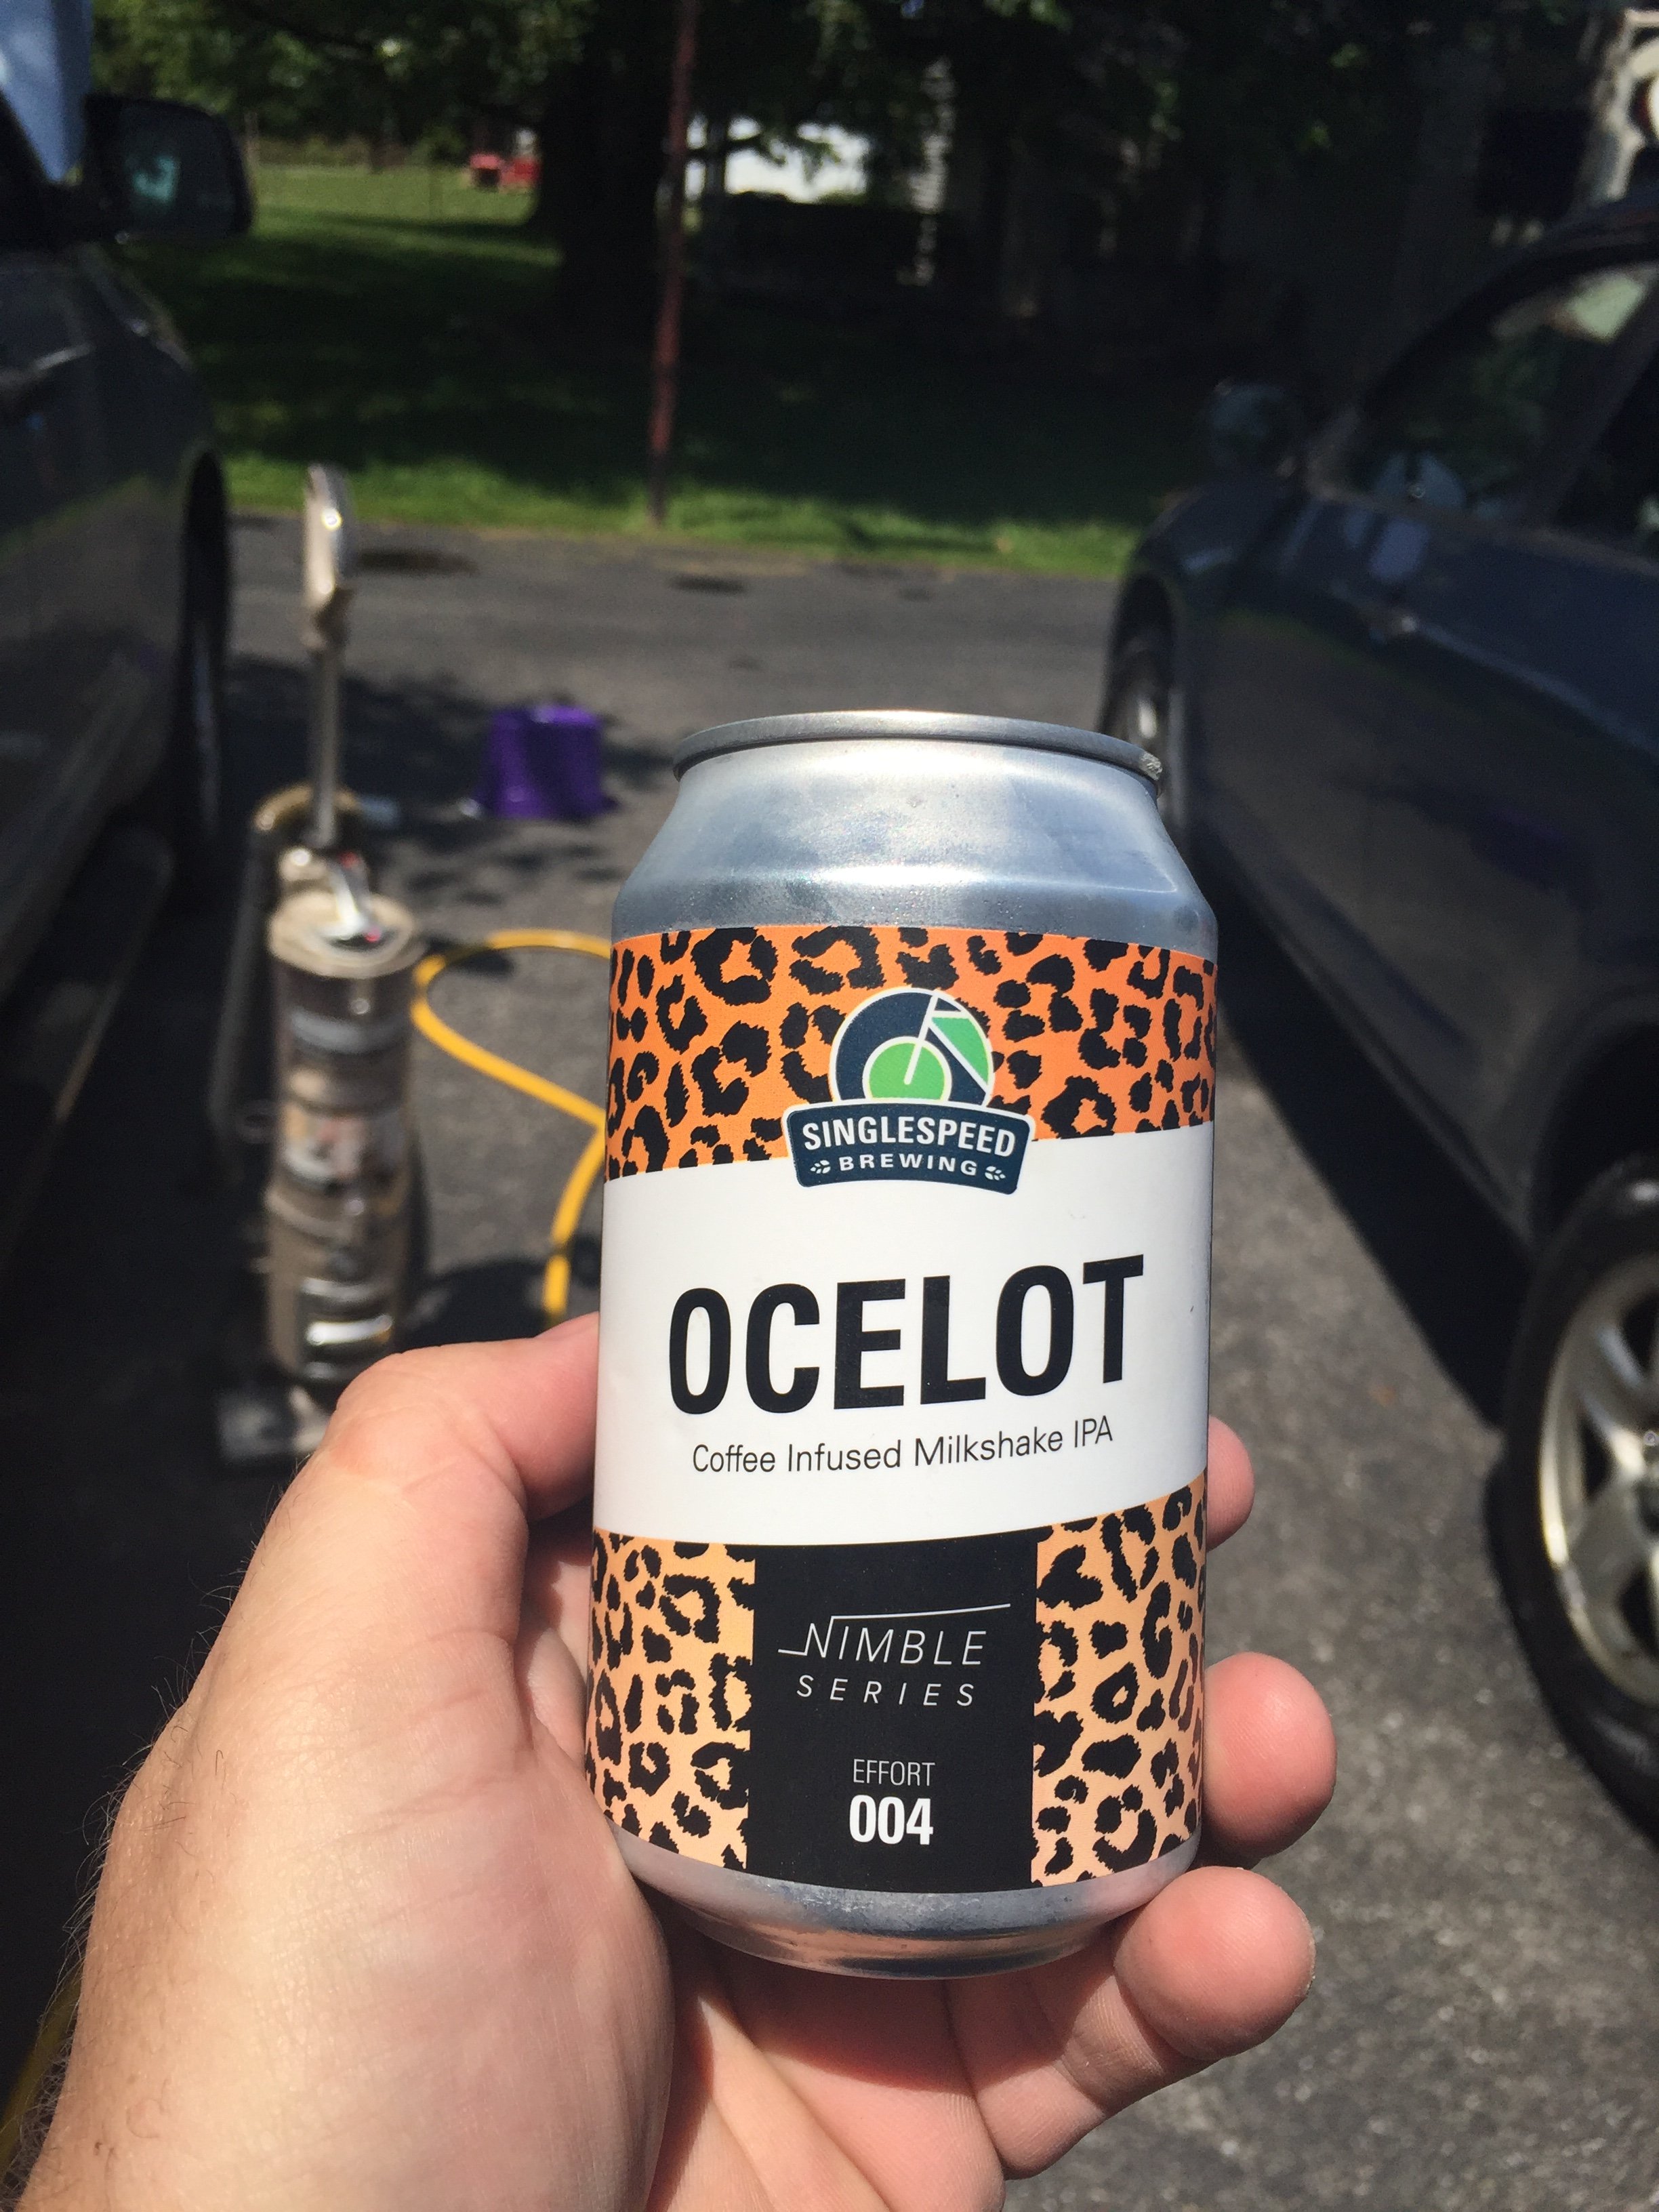 SINGLESPEED
BREWING
OCELOT
Coffee Infused Milkshake IPA
NIMBLE
SERIES
EFFORT
004